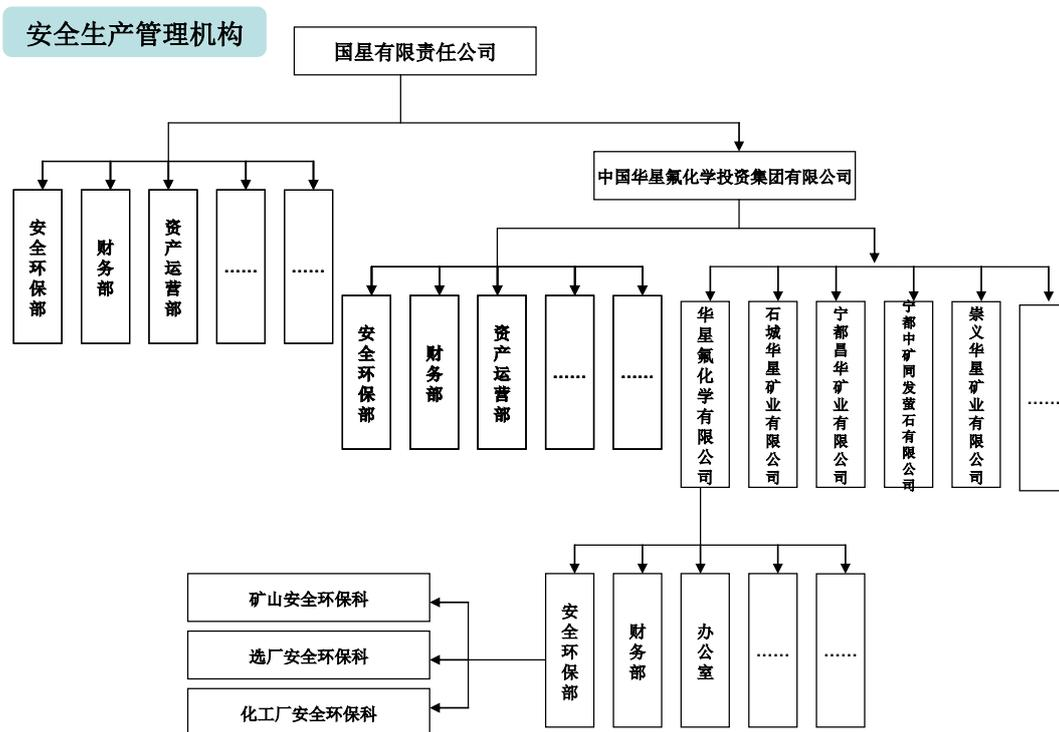 安全生产管理机构
国星有限责任公司
中国华星氟化学投资集团有限公司
安全环保部
财务部
资产运营部
……
……
安全环保部
财务部
资产运营部
……
……
华星氟化学有限公司
石城华星矿业有限公司
宁都昌华矿业有限公司
宁都中矿同发萤石有限公司
崇义华星矿业有限公司
……
安全环保部
财务部
办公室
……
……
矿山安全环保科
选厂安全环保科
化工厂安全环保科